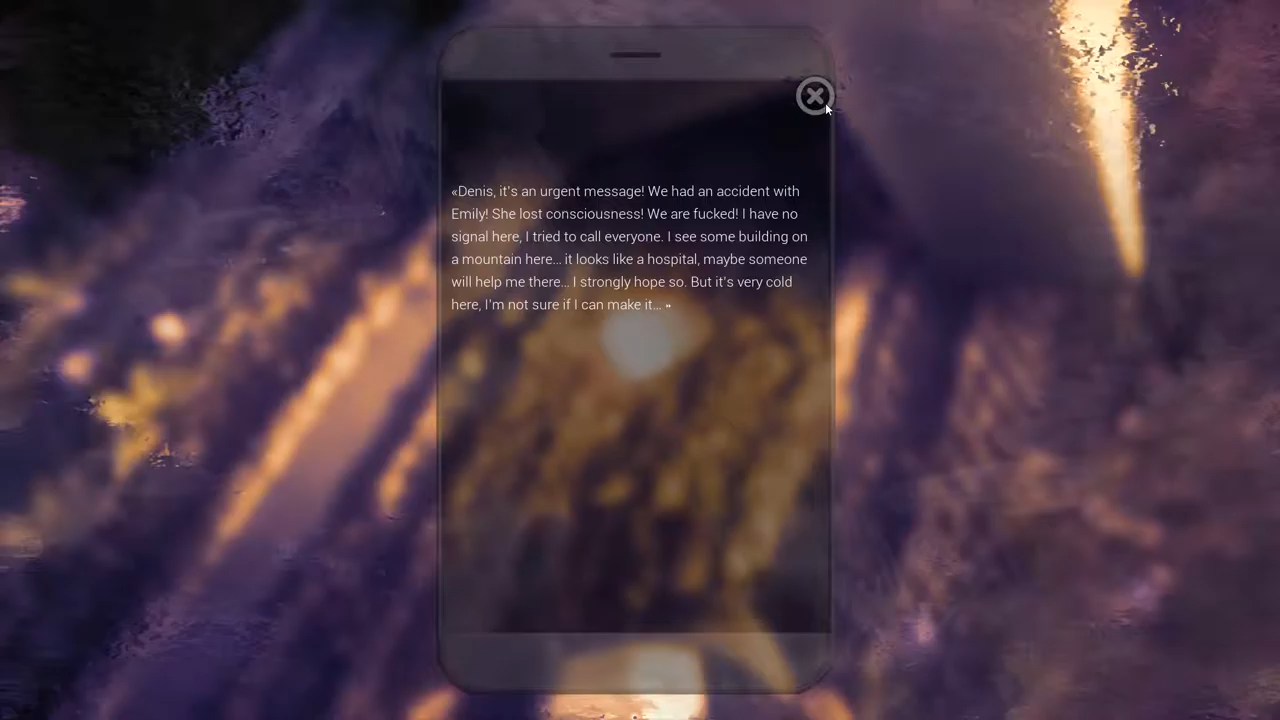 «Denis, it's an urgent message! We had an accident with
Emily! She lost consciousness! We are fucked! I have no
signal here, I tried to call everyone. I see some building on
a mountain here... it looks like a hospital, maybe someone
will help me there... I strongly hope so. But it's very cold
here, I'm not sure if I can make it... »